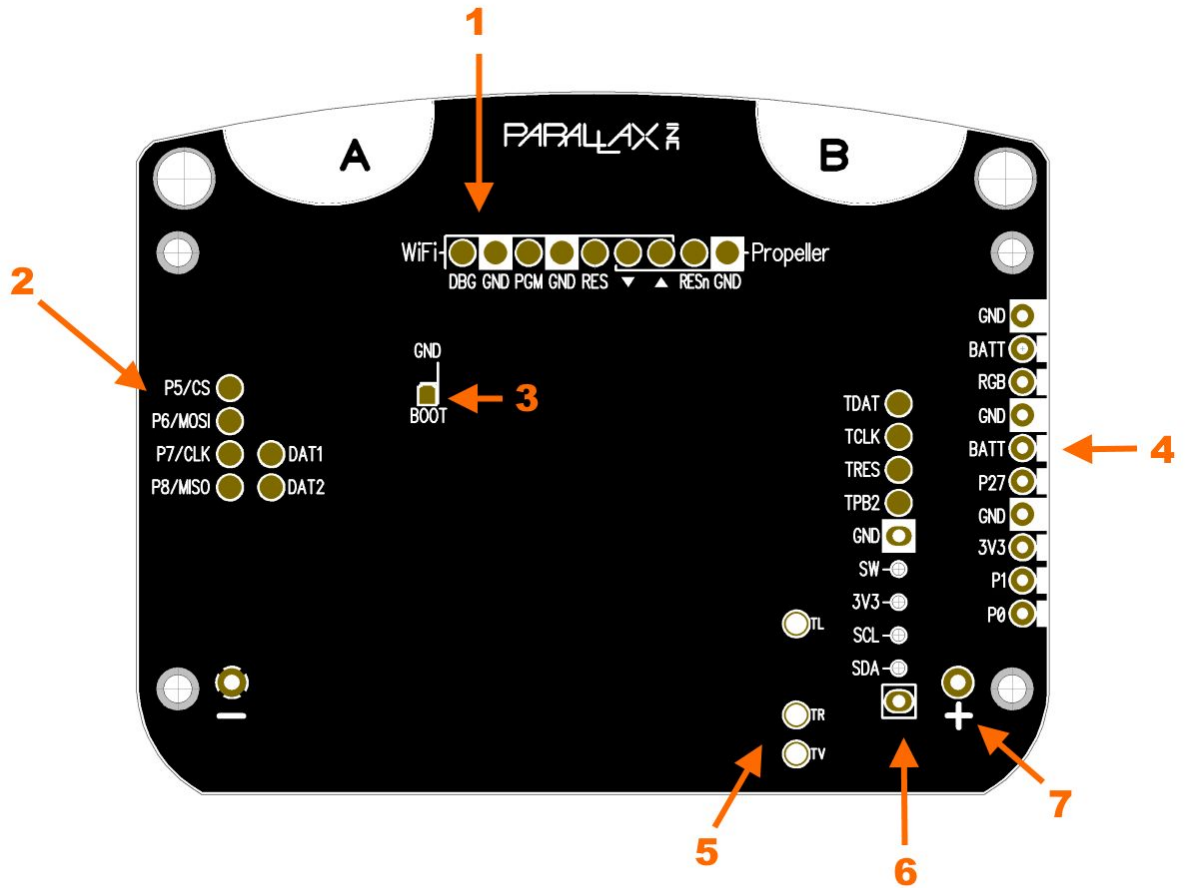 1
PARALLAX INC
A
B
WiFi
Propeller
DBG GND PGM GND RES ▼ ▲ RESn GND
2
GND
BATT
RGB
GND
BATT
P27
GND
3V3
P1
P0
4
GND
BOOT
3
P5/CS
P6/MOSI
P7/CLK
DAT1
P8/MISO
DAT2
TDAT
TCLK
TRES
TPB2
GND
SW
3V3
SCL
SDA
TL
TR
TV
−
+
5
6
7